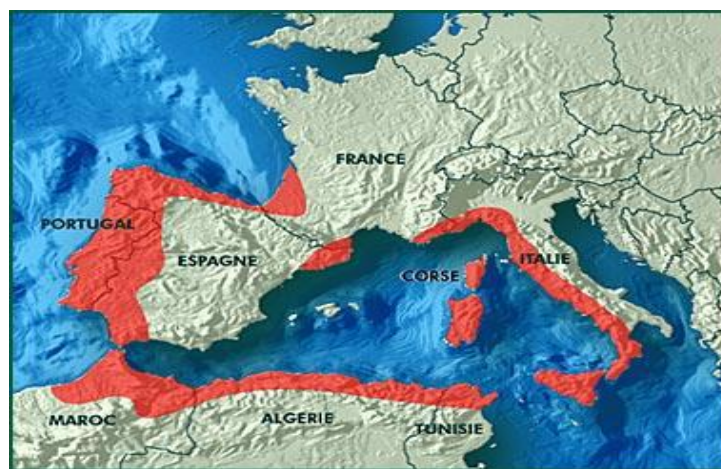 FRANCE
PORTUGAL
ESPAGNE
CORSE
ITALIE
MAROC
ALGERIE
TUNISIE